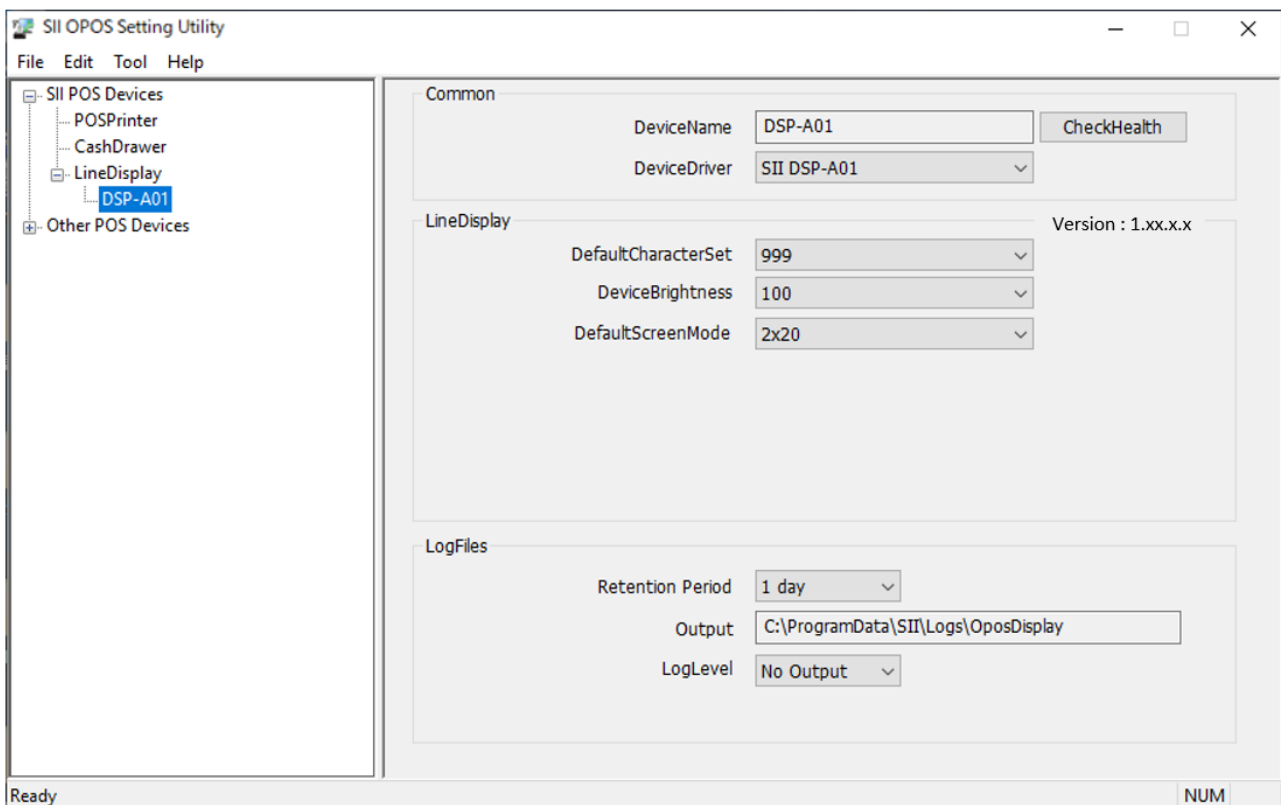 SII OPOS Setting Utility
File Edit Tool Help
SII POS Devices
POSPrinter
CashDrawer
LineDisplay
DSP-A01
Other POS Devices
Common
DeviceName DSP-A01 CheckHealth
DeviceDriver SII DSP-A01
LineDisplay Version : 1.xx.x.x
DefaultCharacterSet 999
DeviceBrightness 100
DefaultScreenMode 2x20
LogFiles
Retention Period 1 day
Output C:\ProgramData\SII\Logs\OposDisplay
LogLevel No Output
Ready NUM